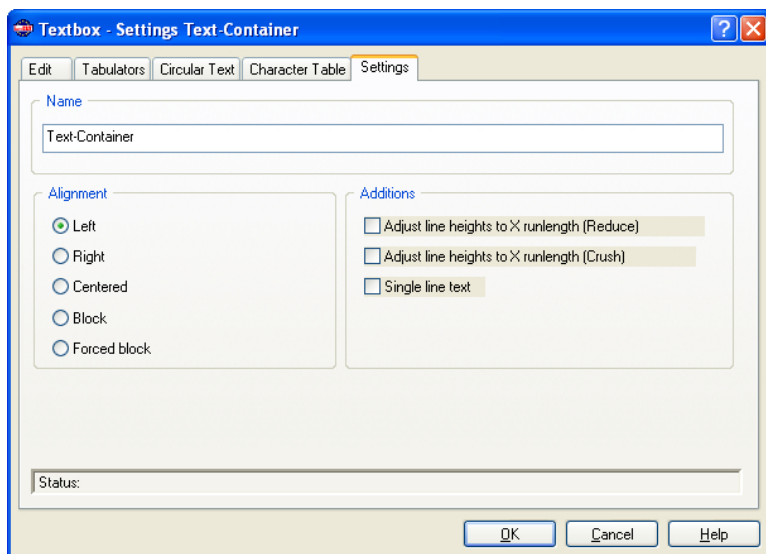 Textbox - Settings Text-Container
Edit Tabulators Circular Text Character Table Settings
Name
Text-Container
Alignment
Left
Right
Centered
Block
Forced block
Additions
Adjust line heights to X runlength (Reduce)
Adjust line heights to X runlength (Crush)
Single line text
Status:
OK Cancel Help